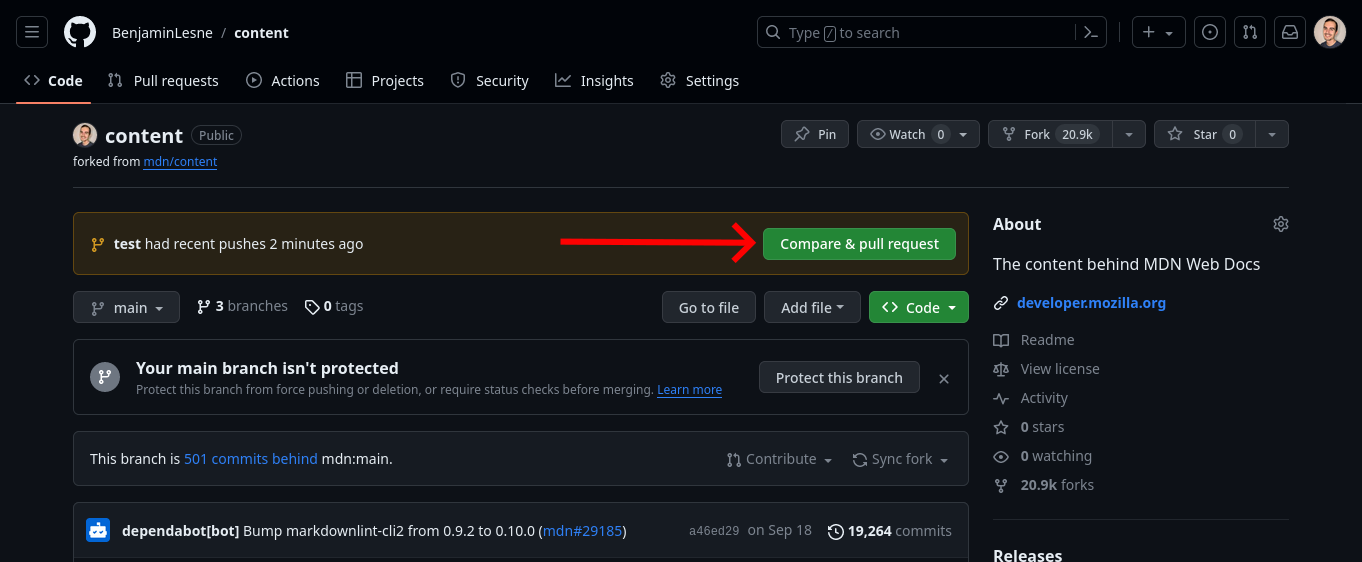 BenjaminLesne / content
Type / to search
Code Pull requests Actions Projects Security Insights Settings
content Public
Pin Watch 0 Fork 20.9k Star 0
forked from mdn/content
test had recent pushes 2 minutes ago
Compare & pull request
main 3 branches 0 tags
Go to file Add file Code
Your main branch isn't protected
Protect this branch from force pushing or deletion, or require status checks before merging. Learn more
Protect this branch
This branch is 501 commits behind mdn:main.
Contribute Sync fork
dependabot[bot] Bump markdownlint-cli2 from 0.9.2 to 0.10.0 (mdn#29185)
a46ed29 on Sep 18 19,264 commits
About
The content behind MDN Web Docs
developer.mozilla.org
Readme
View license
Activity
0 stars
0 watching
20.9k forks
Releases